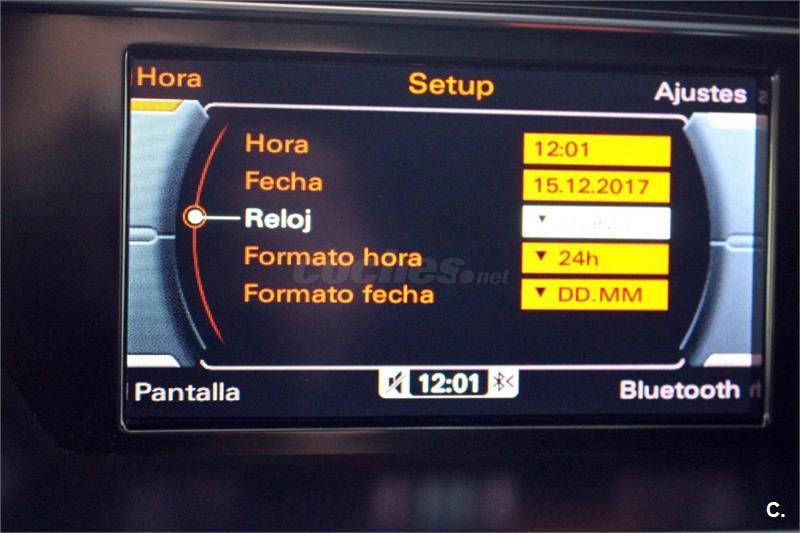 Hora Setup Ajustes
Hora 12:01
Fecha 15.12.2017
Reloj
Formato hora 24h
Formato fecha DD.MM
coches.net
Pantalla 12:01 Bluetooth
C.